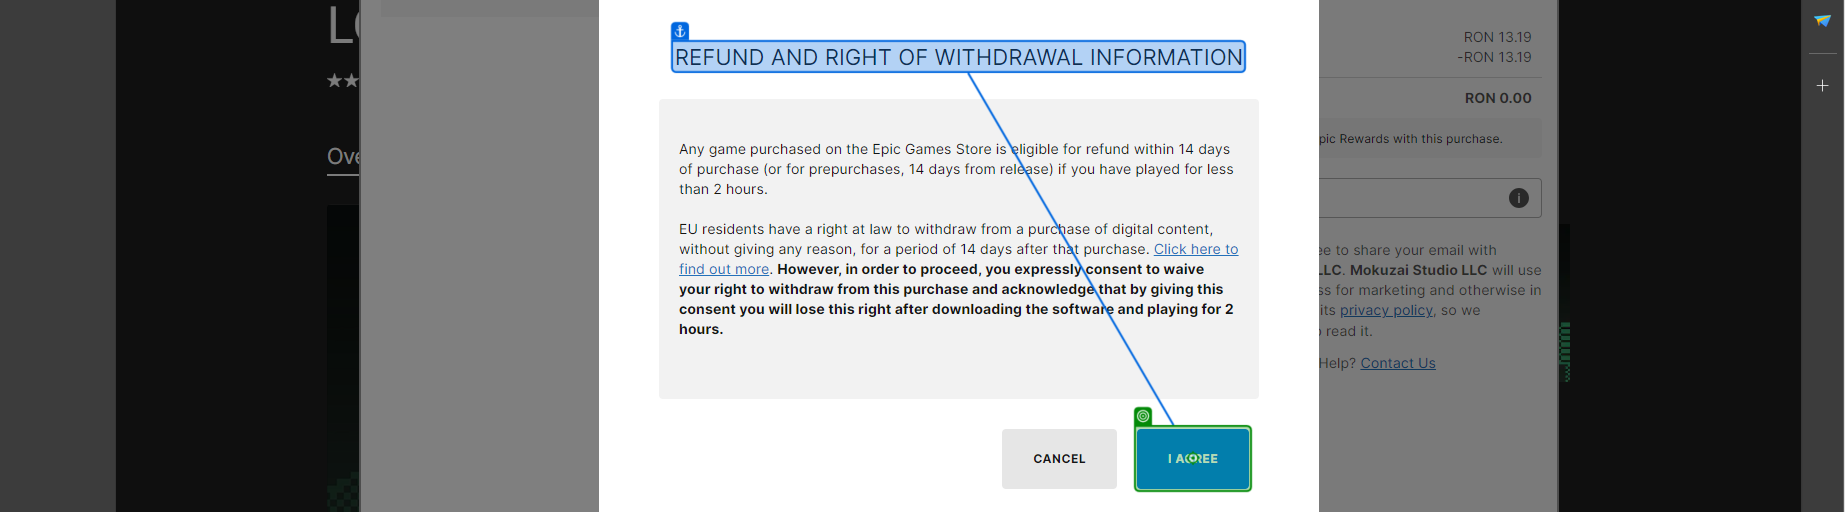 REFUND AND RIGHT OF WITHDRAWAL INFORMATION
Any game purchased on the Epic Games Store is eligible for refund within 14 days
of purchase (or for prepurchases, 14 days from release) if you have played for less
than 2 hours.
EU residents have a right at law to withdraw from a purchase of digital content,
without giving any reason, for a period of 14 days after that purchase. Click here to
find out more. However, in order to proceed, you expressly consent to waive
your right to withdraw from this purchase and acknowledge that by giving this
consent you will lose this right after downloading the software and playing for 2
hours.
CANCEL
I AGREE
RON 13.19
-RON 13.19
RON 0.00
pic Rewards with this purchase.
ee to share your email with
LLC. Mokuzai Studio LLC will use
ss for marketing and otherwise in
its privacy policy, so we
read it.
Help? Contact Us
Ove